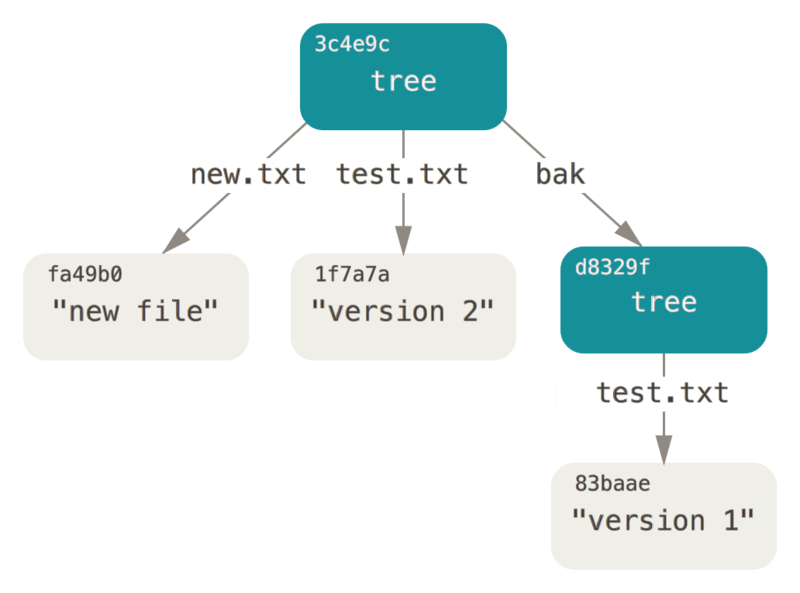 3c4e9c
tree
new.txt
test.txt
bak
fa49b0
"new file"
1f7a7a
"version 2"
d8329f
tree
test.txt
83baae
"version 1"